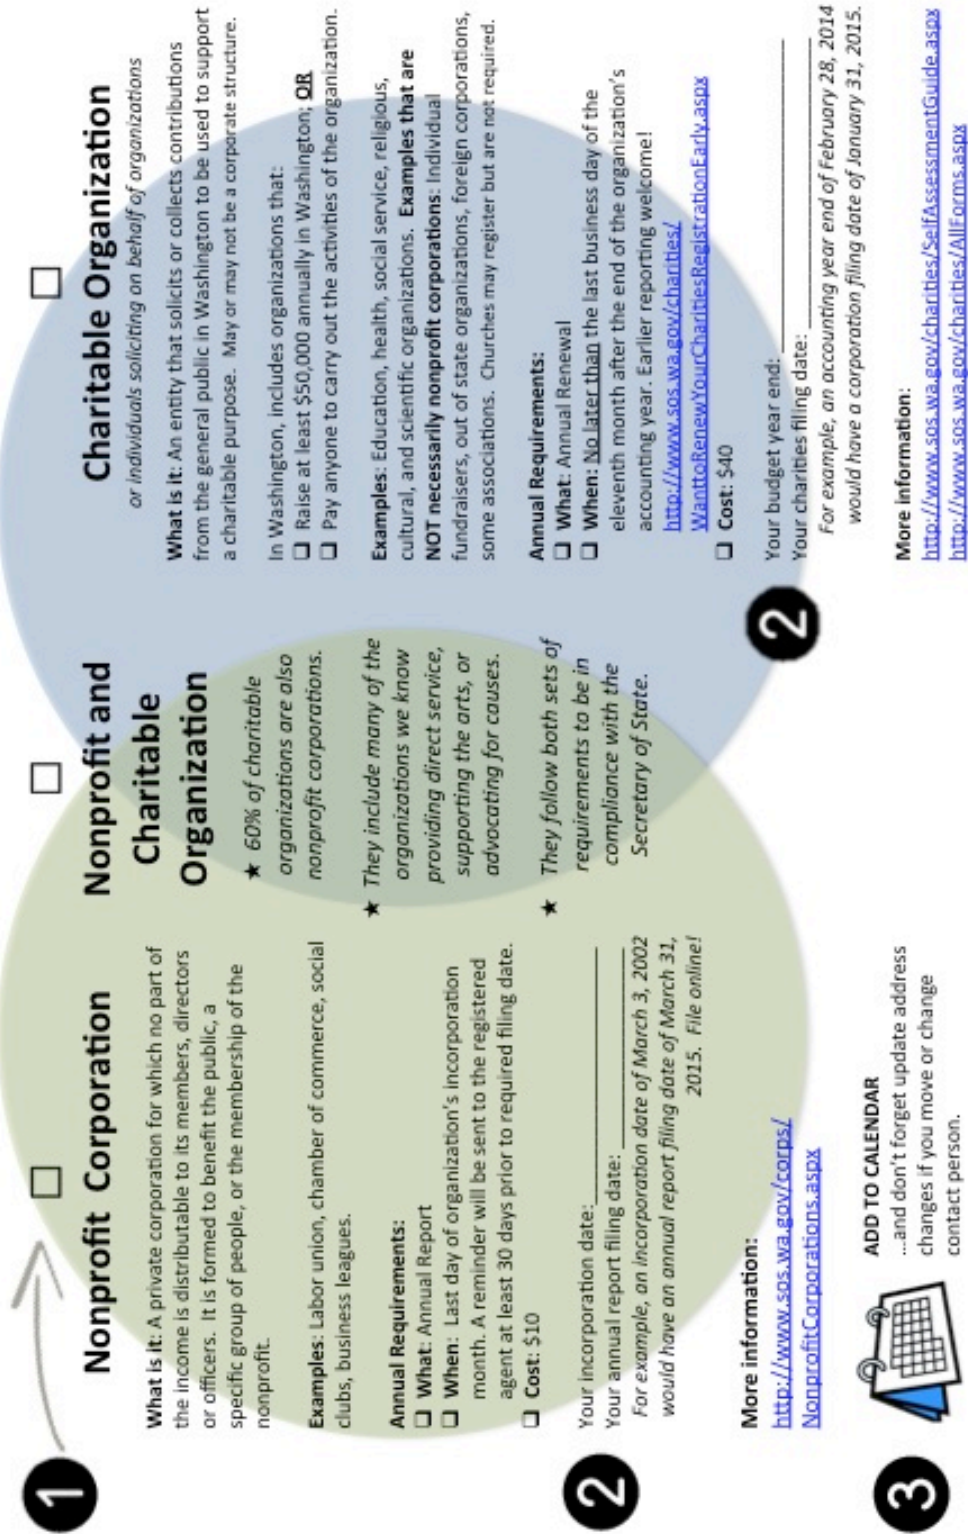 1
☐
Nonprofit Corporation
What is it: A private corporation for which no part of
the income is distributable to its members, directors
or officers. It is formed to benefit the public, a
specific group of people, or the membership of the
nonprofit.
Examples: Labor union, chamber of commerce, social
clubs, business leagues.
Annual Requirements:
❑ What: Annual Report
❑ When: Last day of organization's incorporation
month. A reminder will be sent to the registered
agent at least 30 days prior to required filing date.
❑ Cost: $10
2
Your incorporation date:____________________
Your annual report filing date:____________________
For example, an incorporation date of March 3, 2002
would have an annual report filing date of March 31,
2015. File online!
More information:
http://www.sos.wa.gov/corps/
NonprofitCorporations.aspx
☐
Nonprofit and
Charitable
Organization
★ 60% of charitable
organizations are also
nonprofit corporations.
★ They include many of the
organizations we know
providing direct service,
supporting the arts, or
advocating for causes.
★ They follow both sets of
requirements to be in
compliance with the
Secretary of State.
☐
Charitable Organization
or individuals soliciting on behalf of organizations
What is it: An entity that solicits or collects contributions
from the general public in Washington to be used to support
a charitable purpose. May or may not be a corporate structure.
In Washington, includes organizations that:
❑ Raise at least $50,000 annually in Washington; OR
❑ Pay anyone to carry out the activities of the organization.
Examples: Education, health, social service, religious,
cultural, and scientific organizations. Examples that are
NOT necessarily nonprofit corporations: Individual
fundraisers, out of state organizations, foreign corporations,
some associations. Churches may register but are not required.
Annual Requirements:
❑ What: Annual Renewal
❑ When: No later than the last business day of the
eleventh month after the end of the organization's
accounting year. Earlier reporting welcome!
http://www.sos.wa.gov/charities/
WanttoRenewYourCharitiesRegistrationEarly.aspx
❑ Cost: $40
2
Your budget year end: ____________________
Your charities filing date: ____________________
For example, an accounting year end of February 28, 2014
would have a corporation filing date of January 31, 2015.
More information:
http://www.sos.wa.gov/charities/SelfAssessmentGuide.aspx
http://www.sos.wa.gov/charities/AllForms.aspx
3
ADD TO CALENDAR
...and don't forget update address
changes if you move or change
contact person.